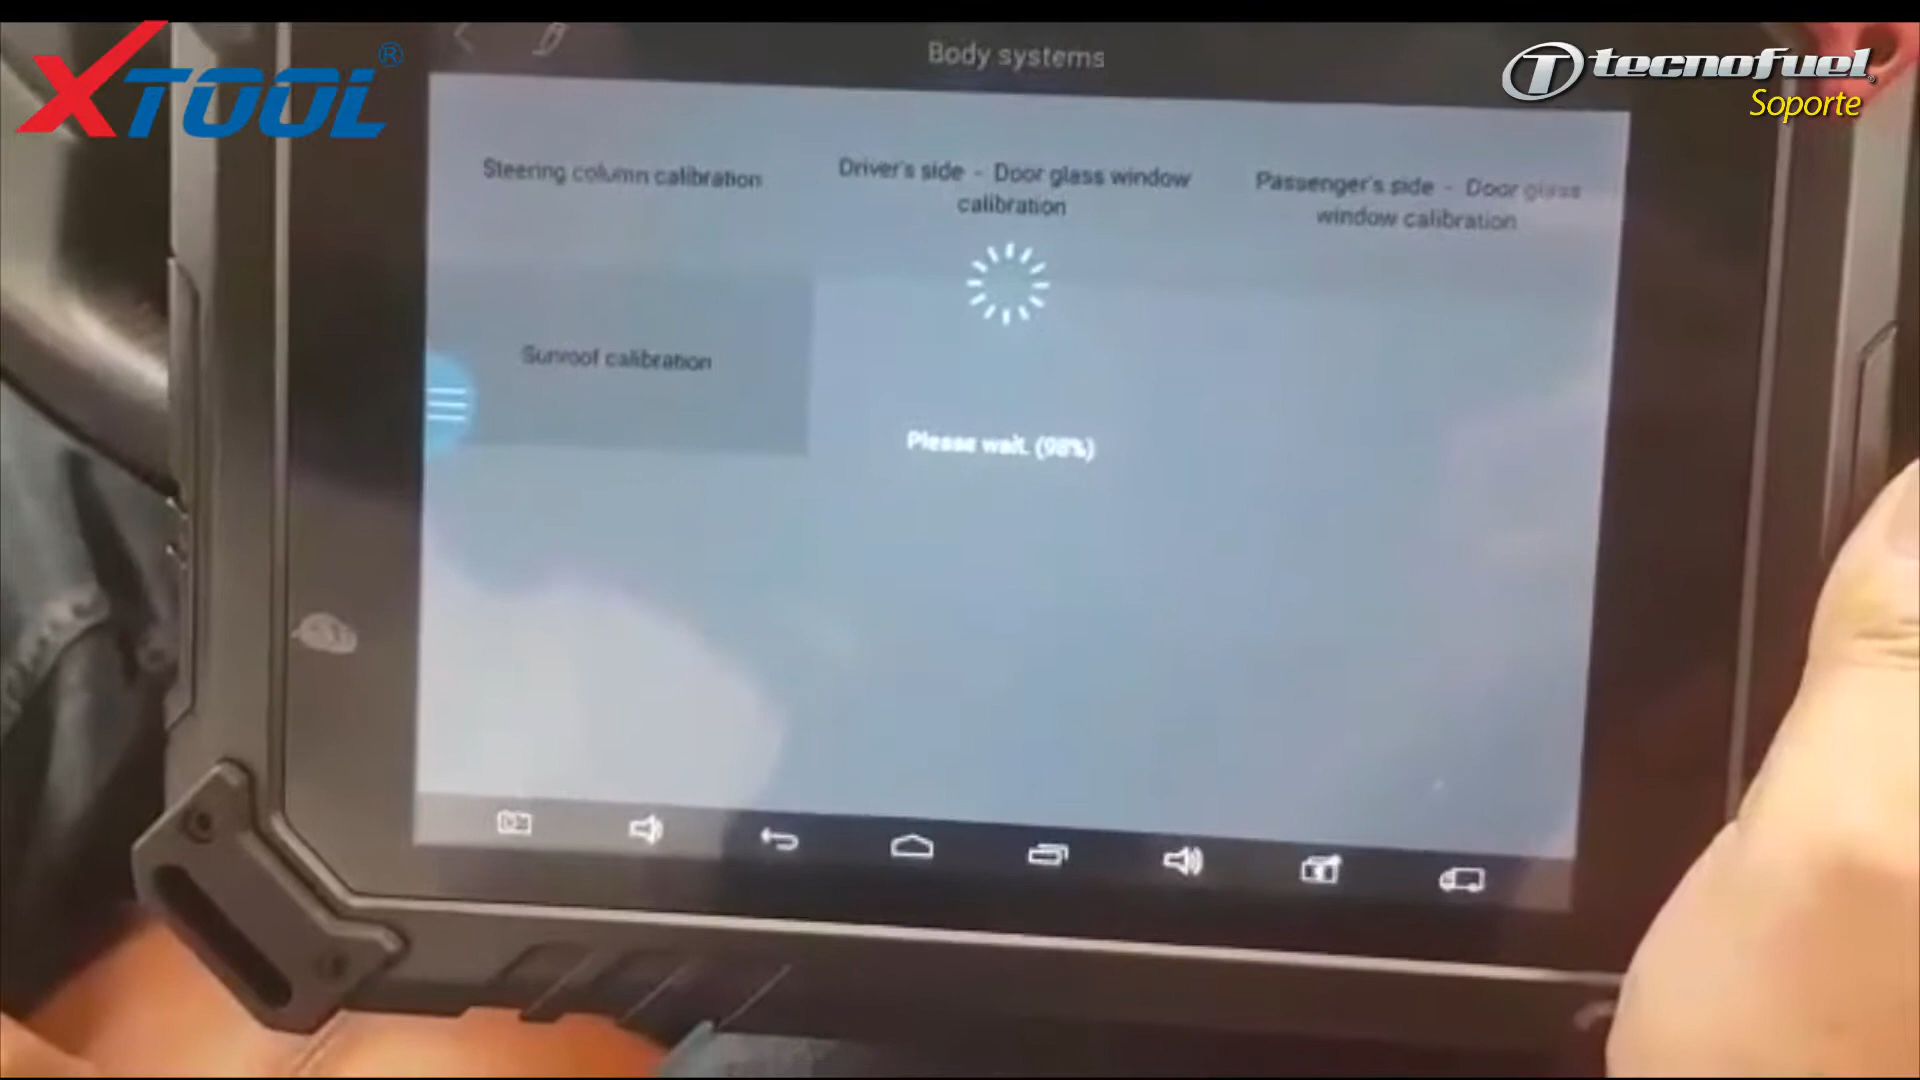 XTOOL®
tecnofuel®
Soporte
Body systems
Steering column calibration
Driver's side - Door glass window
calibration
Passenger's side - Door glass
window calibration
Sunroof calibration
Please wait. (98%)